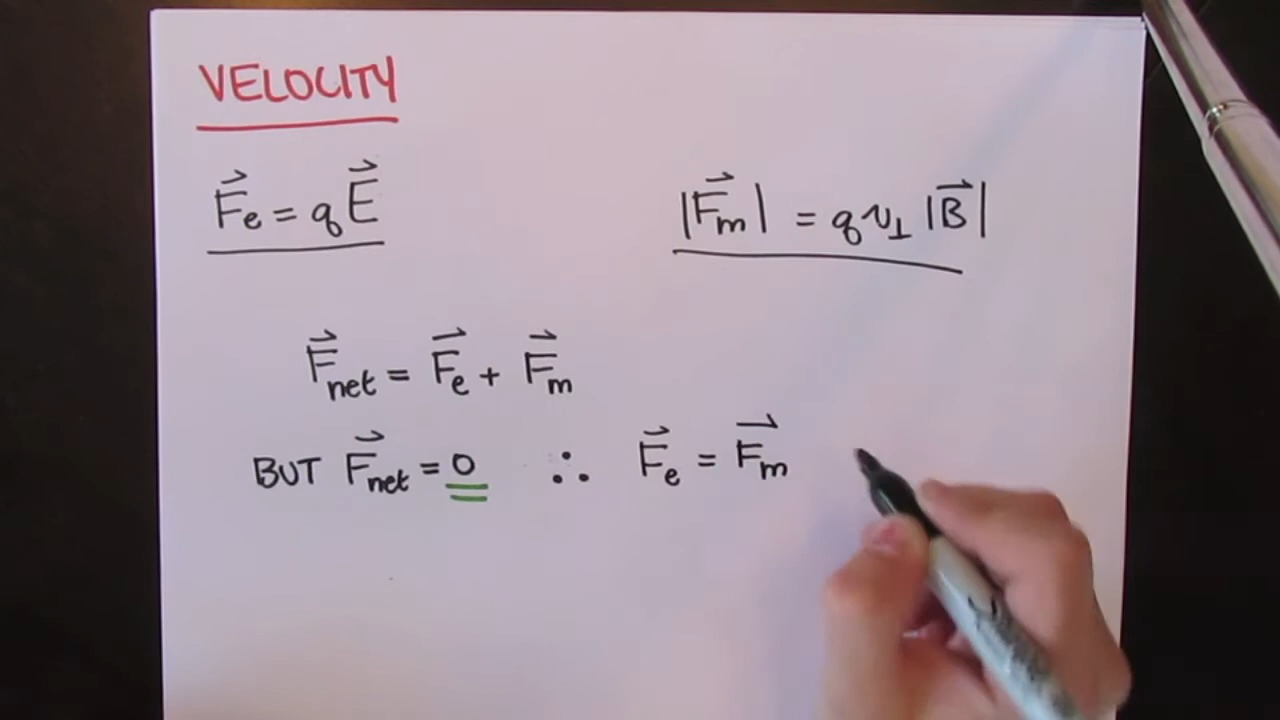 VELOCITY
F⃗e = qE⃗
|F⃗m| = qv⊥ |B⃗|
F⃗net = F⃗e + F⃗m
BUT F⃗net = 0 ∴ F⃗e = F⃗m